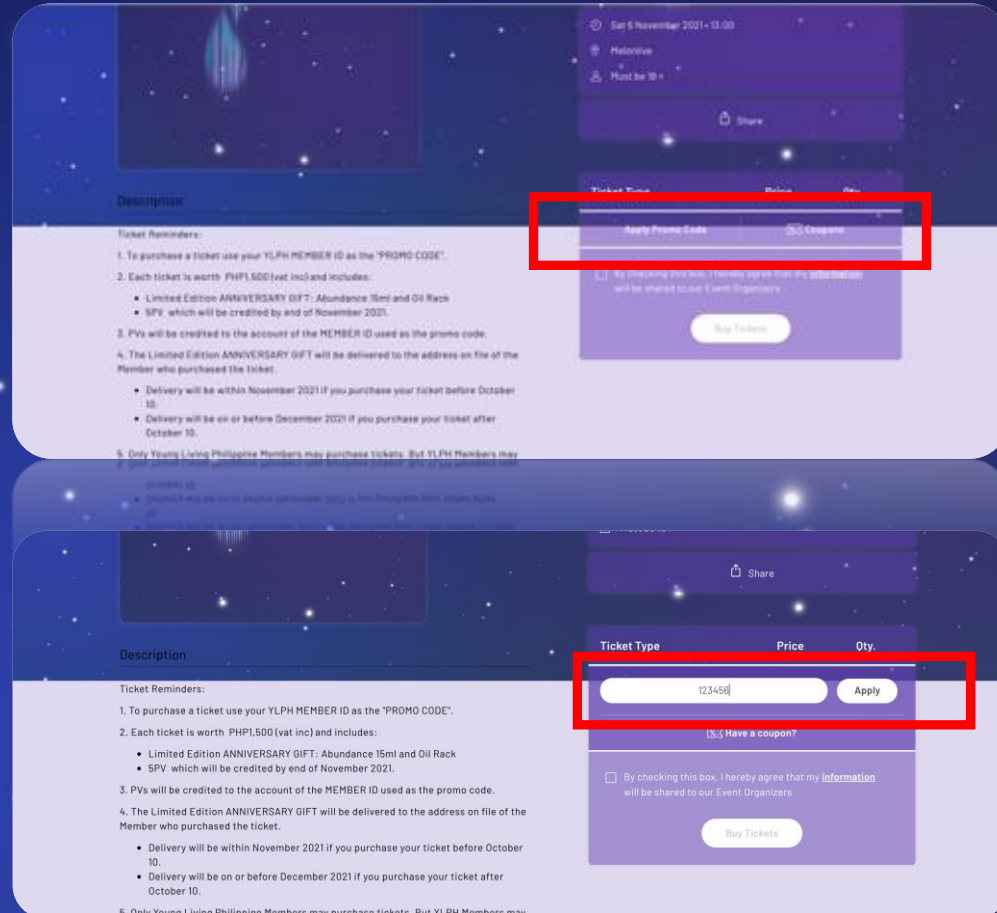 Sat 6 November 2021 • 13:00
Melonlive
Must be 18 +
Share
Ticket Type Price Qty.
Apply Promo Code Coupons
By checking this box, I hereby agree that my information
will be shared to our Event Organizers
Buy Tickets
Description
Ticket Reminders:
1. To purchase a ticket use your YLPH MEMBER ID as the "PROMO CODE".
2. Each ticket is worth PHP1,500 (vat inc) and includes:
• Limited Edition ANNIVERSARY GIFT: Abundance 15ml and Oil Rack
• 5PV which will be credited by end of November 2021.
3. PVs will be credited to the account of the MEMBER ID used as the promo code.
4. The Limited Edition ANNIVERSARY GIFT will be delivered to the address on file of the
Member who purchased the ticket.
• Delivery will be within November 2021 if you purchase your ticket before October
10.
• Delivery will be on or before December 2021 if you purchase your ticket after
October 10.
5. Only Young Living Philippine Members may purchase tickets. But YLPH Members may
Share
Ticket Type Price Qty.
123456 Apply
Have a coupon?
By checking this box, I hereby agree that my information
will be shared to our Event Organizers
Buy Tickets
Description
Ticket Reminders:
1. To purchase a ticket use your YLPH MEMBER ID as the "PROMO CODE".
2. Each ticket is worth PHP1,500 (vat inc) and includes:
• Limited Edition ANNIVERSARY GIFT: Abundance 15ml and Oil Rack
• 5PV which will be credited by end of November 2021.
3. PVs will be credited to the account of the MEMBER ID used as the promo code.
4. The Limited Edition ANNIVERSARY GIFT will be delivered to the address on file of the
Member who purchased the ticket.
• Delivery will be within November 2021 if you purchase your ticket before October
10.
• Delivery will be on or before December 2021 if you purchase your ticket after
October 10.
5. Only Young Living Philippine Members may purchase tickets. But YLPH Members may